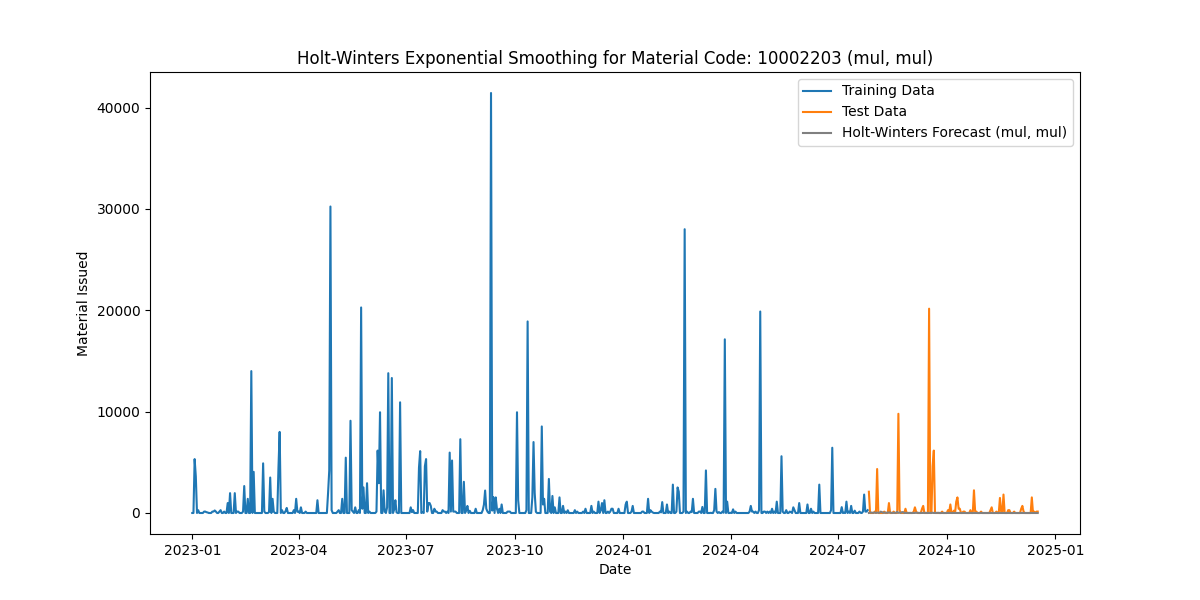 Holt-Winters Exponential Smoothing for Material Code: 10002203 (mul, mul)
Training Data
Test Data
Holt-Winters Forecast (mul, mul)
Material Issued
40000
30000
20000
10000
0
2023-01
2023-04
2023-07
2023-10
2024-01
2024-04
2024-07
2024-10
2025-01
Date